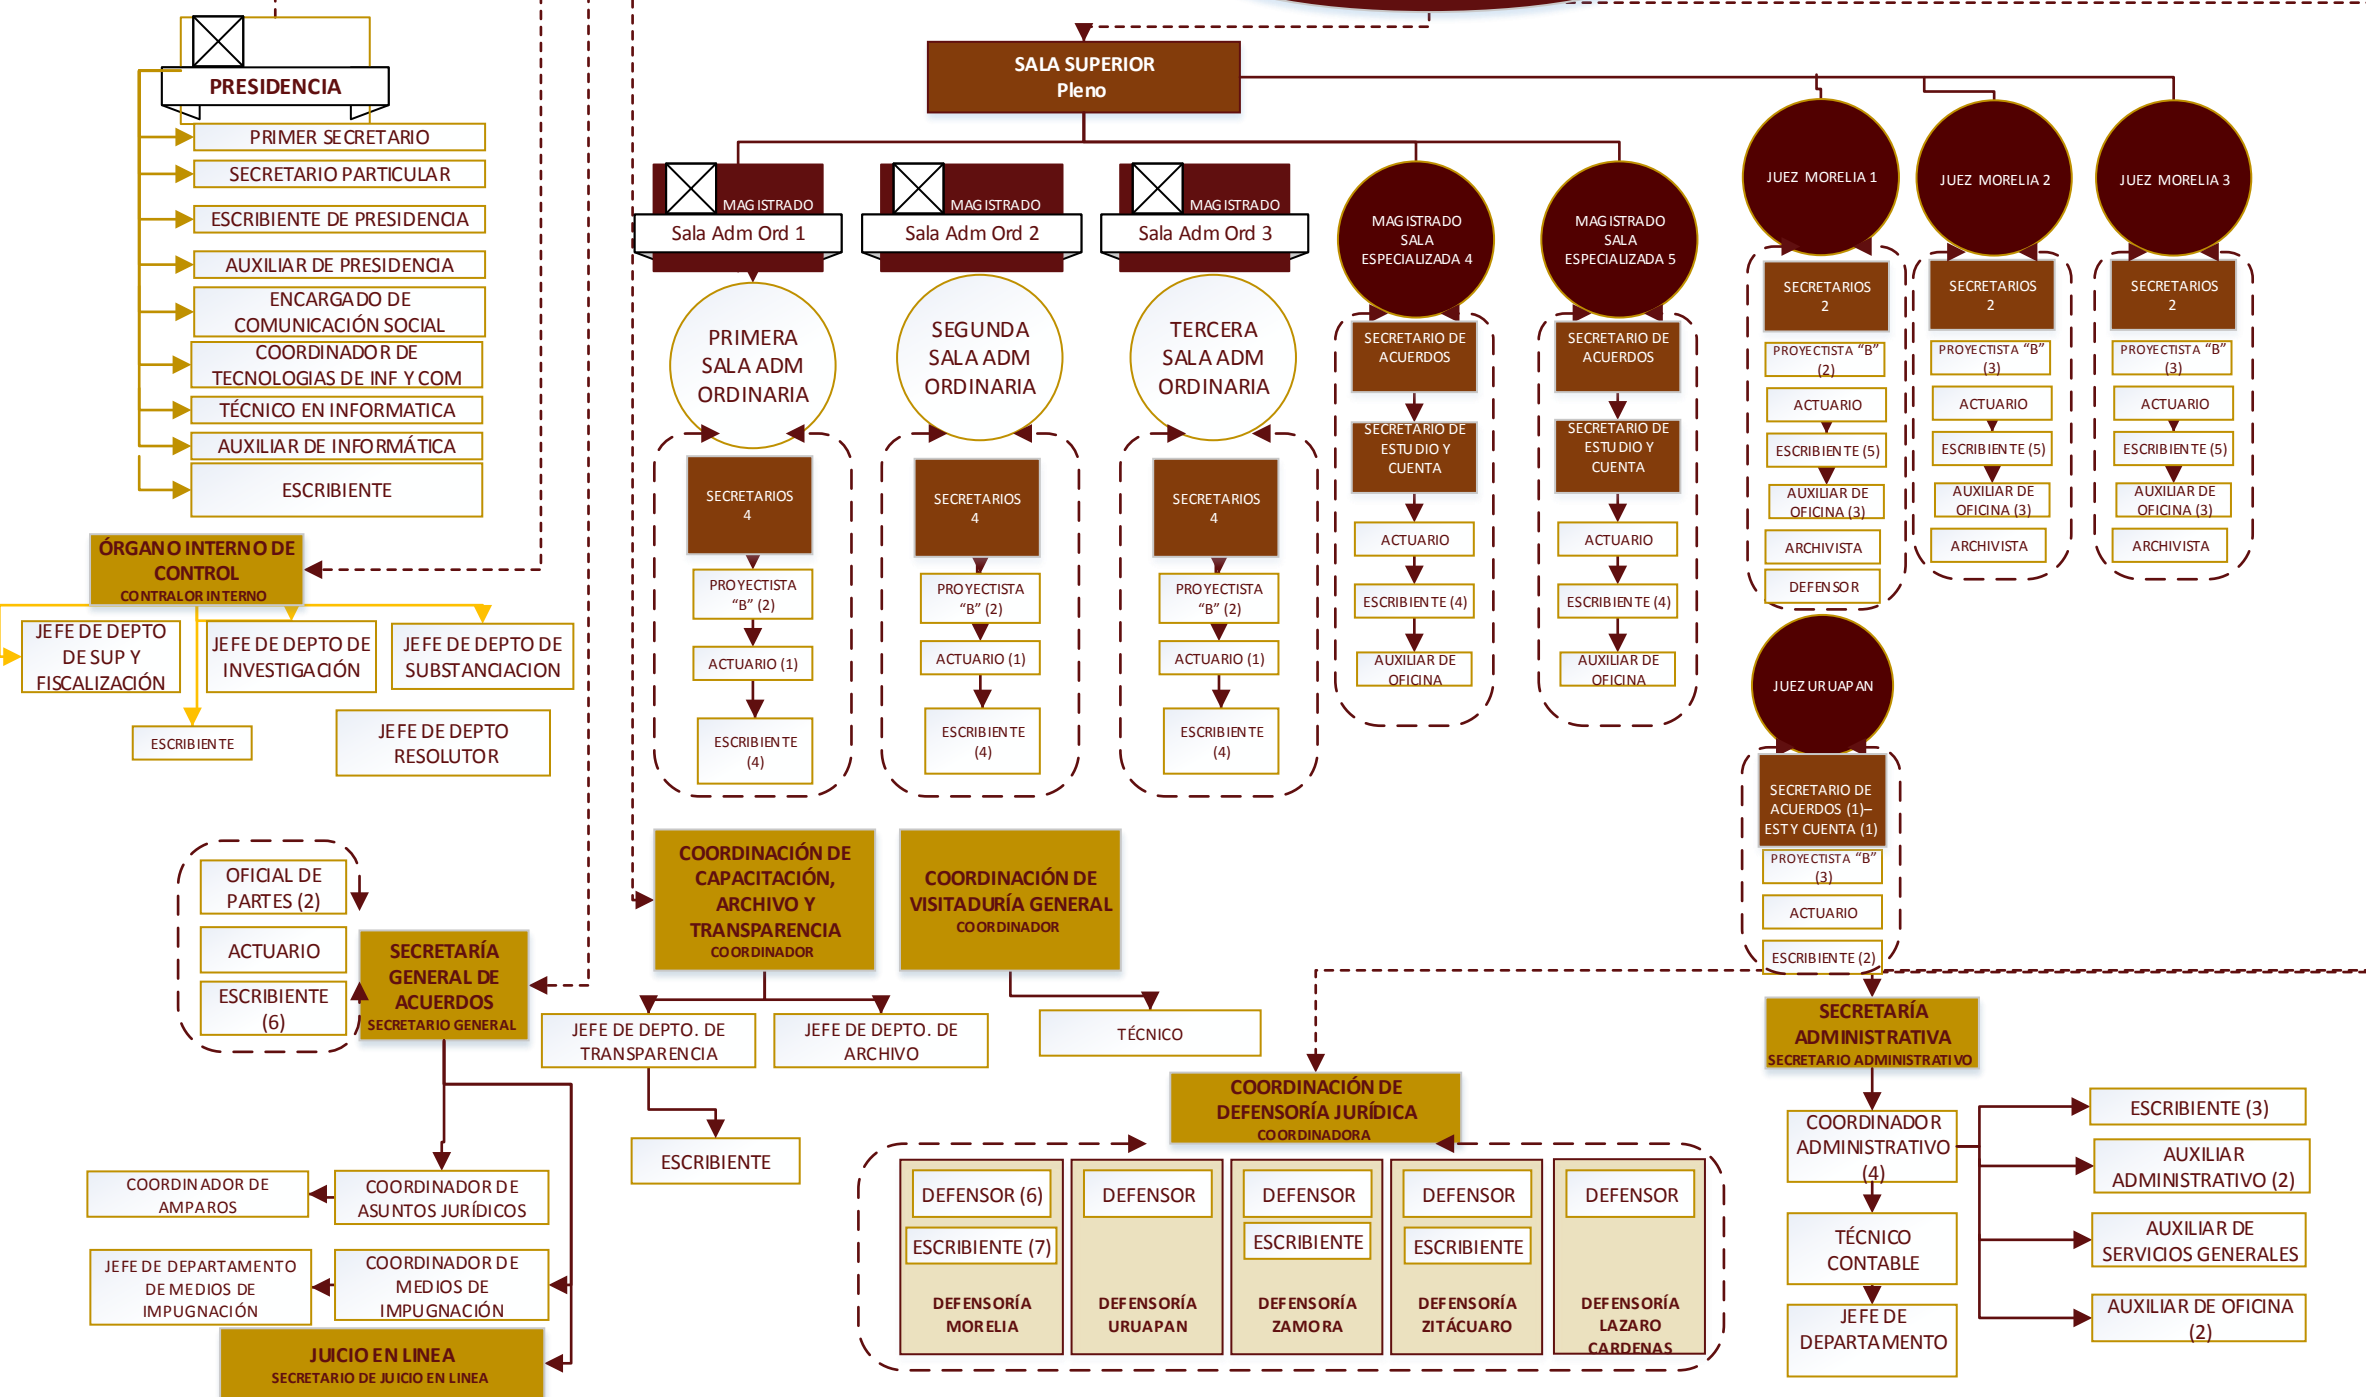 PRESIDENCIA
PRIMER SECRETARIO
SECRETARIO PARTICULAR
ESCRIBIENTE DE PRESIDENCIA
AUXILIAR DE PRESIDENCIA
ENCARGADO DE
COMUNICACIÓN SOCIAL
COORDINADOR DE
TECNOLOGIAS DE INF Y COM
TÉCNICO EN INFORMATICA
AUXILIAR DE INFORMÁTICA
ESCRIBIENTE
ÓRGANO INTERNO DE
CONTROL
CONTRALOR INTERNO
JEFE DE DEPTO
DE SUP Y
FISCALIZACIÓN
JEFE DE DEPTO DE
INVESTIGACIÓN
JEFE DE DEPTO DE
SUBSTANCIACION
ESCRIBIENTE
JEFE DE DEPTO
RESOLUTOR
SALA SUPERIOR
Pleno
MAGISTRADO
Sala Adm Ord 1
PRIMERA
SALA ADM
ORDINARIA
SECRETARIOS
4
PROYECTISTA
“B” (2)
ACTUARIO (1)
ESCRIBIENTE
(4)
MAGISTRADO
Sala Adm Ord 2
SEGUNDA
SALA ADM
ORDINARIA
SECRETARIOS
4
PROYECTISTA
“B” (2)
ACTUARIO (1)
ESCRIBIENTE
(4)
MAGISTRADO
Sala Adm Ord 3
TERCERA
SALA ADM
ORDINARIA
SECRETARIOS
4
PROYECTISTA
“B” (2)
ACTUARIO (1)
ESCRIBIENTE
(4)
MAGISTRADO
SALA
ESPECIALIZADA 4
SECRETARIO DE
ACUERDOS
SECRETARIO DE
ESTUDIO Y
CUENTA
ACTUARIO
ESCRIBIENTE (4)
AUXILIAR DE
OFICINA
MAGISTRADO
SALA
ESPECIALIZADA 5
SECRETARIO DE
ACUERDOS
SECRETARIO DE
ESTUDIO Y
CUENTA
ACTUARIO
ESCRIBIENTE (4)
AUXILIAR DE
OFICINA
JUEZ MORELIA 1
SECRETARIOS
2
PROYECTISTA “B”
(2)
ACTUARIO
ESCRIBIENTE (5)
AUXILIAR DE
OFICINA (3)
ARCHIVISTA
DEFENSOR
JUEZ MORELIA 2
SECRETARIOS
2
PROYECTISTA “B”
(3)
ACTUARIO
ESCRIBIENTE (5)
AUXILIAR DE
OFICINA (3)
ARCHIVISTA
JUEZ MORELIA 3
SECRETARIOS
2
PROYECTISTA “B”
(3)
ACTUARIO
ESCRIBIENTE (5)
AUXILIAR DE
OFICINA (3)
ARCHIVISTA
JUEZ URUAPAN
SECRETARIO DE
ACUERDOS (1)–
EST Y CUENTA (1)
PROYECTISTA “B”
(3)
ACTUARIO
ESCRIBIENTE (2)
OFICIAL DE
PARTES (2)
ACTUARIO
ESCRIBIENTE
(6)
SECRETARÍA
GENERAL DE
ACUERDOS
SECRETARIO GENERAL
COORDINADOR DE
AMPAROS
COORDINADOR DE
ASUNTOS JURÍDICOS
JEFE DE DEPARTAMENTO
DE MEDIOS DE
IMPUGNACIÓN
COORDINADOR DE
MEDIOS DE
IMPUGNACIÓN
JUICIO EN LINEA
SECRETARIO DE JUICIO EN LINEA
COORDINACIÓN DE
CAPACITACIÓN,
ARCHIVO Y
TRANSPARENCIA
COORDINADOR
JEFE DE DEPTO. DE
TRANSPARENCIA
JEFE DE DEPTO. DE
ARCHIVO
ESCRIBIENTE
COORDINACIÓN DE
VISITADURÍA GENERAL
COORDINADOR
TÉCNICO
COORDINACIÓN DE
DEFENSORÍA JURÍDICA
COORDINADORA
DEFENSOR (6)
ESCRIBIENTE (7)
DEFENSORÍA
MORELIA
DEFENSOR
DEFENSORÍA
URUAPAN
DEFENSOR
ESCRIBIENTE
DEFENSORÍA
ZAMORA
DEFENSOR
ESCRIBIENTE
DEFENSORÍA
ZITÁCUARO
DEFENSOR
DEFENSORÍA
LAZARO
CARDENAS
SECRETARÍA
ADMINISTRATIVA
SECRETARIO ADMINISTRATIVO
COORDINADOR
ADMINISTRATIVO
(4)
TÉCNICO
CONTABLE
JEFE DE
DEPARTAMENTO
ESCRIBIENTE (3)
AUXILIAR
ADMINISTRATIVO (2)
AUXILIAR DE
SERVICIOS GENERALES
AUXILIAR DE OFICINA
(2)